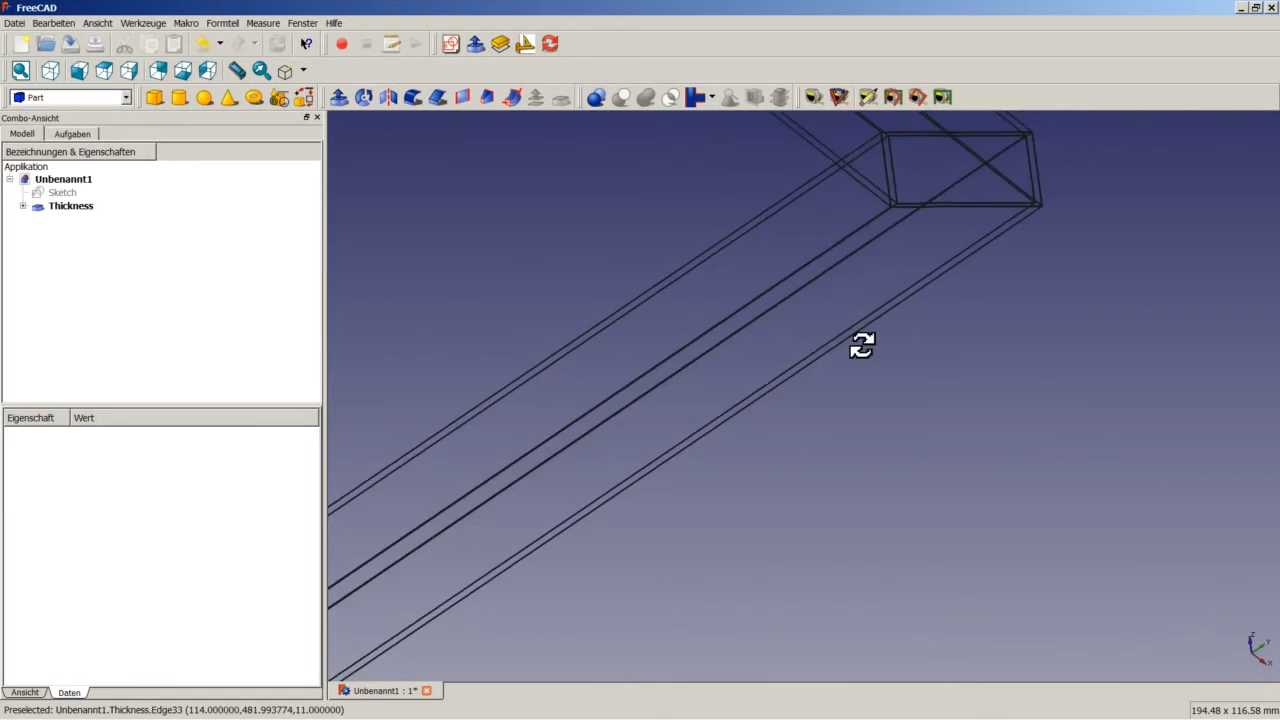 FreeCAD
Datei Bearbeiten Ansicht Werkzeuge Makro Formteil Measure Fenster Hilfe
Part
Combo-Ansicht
Modell Aufgaben
Bezeichnungen & Eigenschaften
Applikation
Unbenannt1
Sketch
Thickness
Eigenschaft Wert
Z
Y
X
Ansicht Daten
Unbenannt1 : 1*
Preselected: Unbenannt1.Thickness.Edge33 (114.000000,481.993774,11.000000)
194.48 x 116.58 mm